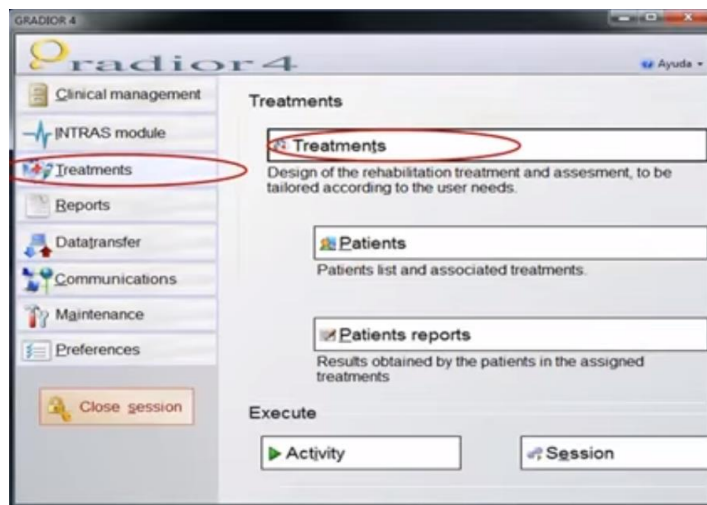 GRADIOR 4
Gradior 4
Ayuda
Clinical management
INTRAS module
Treatments
Reports
Datatransfer
Communications
Maintenance
Preferences
Close session
Treatments
Treatments
Design of the rehabilitation treatment and assesment, to be
tailored according to the user needs.
Patients
Patients list and associated treatments.
Patients reports
Results obtained by the patients in the assigned
treatments
Execute
Activity
Session